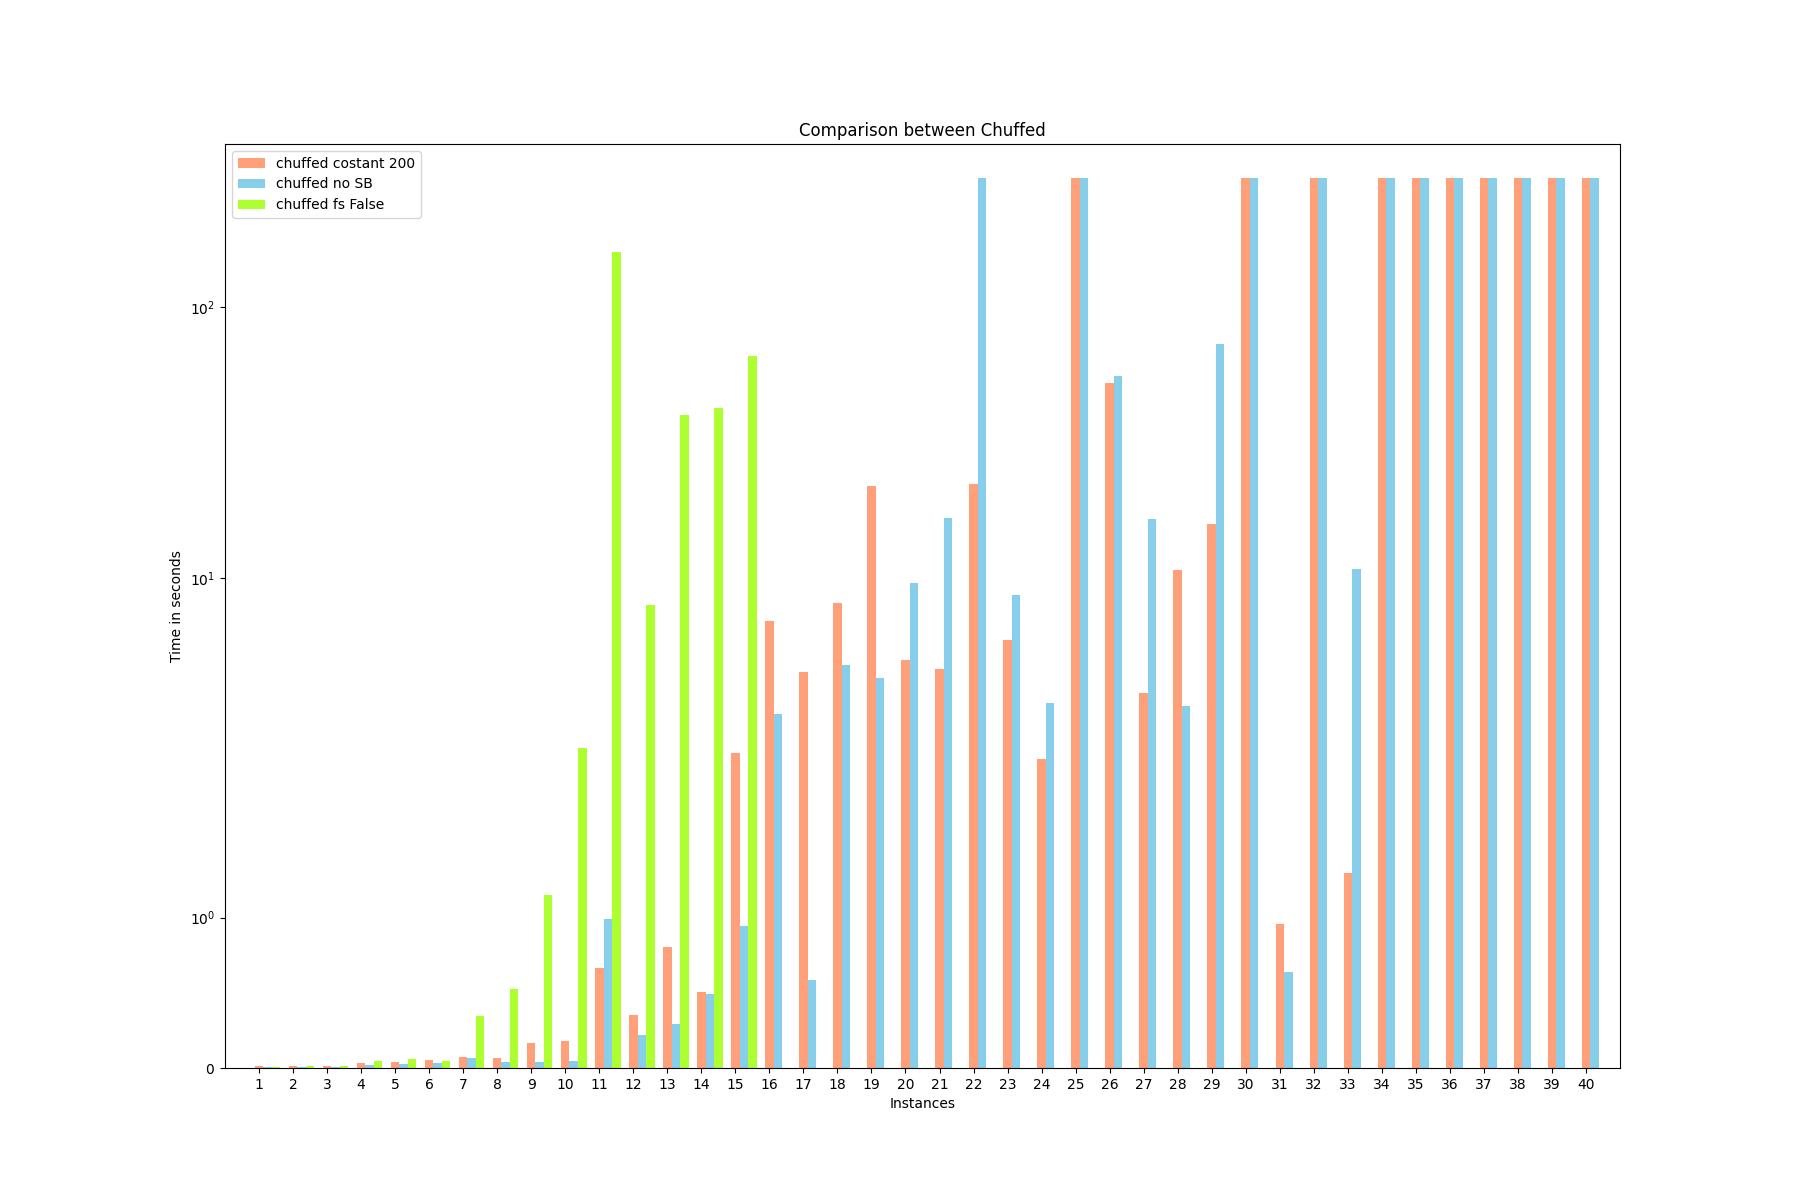 Comparison between Chuffed
chuffed costant 200
chuffed no SB
chuffed fs False
10²
10¹
10⁰
0
Time in seconds
1 2 3 4 5 6 7 8 9 10 11 12 13 14 15 16 17 18 19 20 21 22 23 24 25 26 27 28 29 30 31 32 33 34 35 36 37 38 39 40
Instances